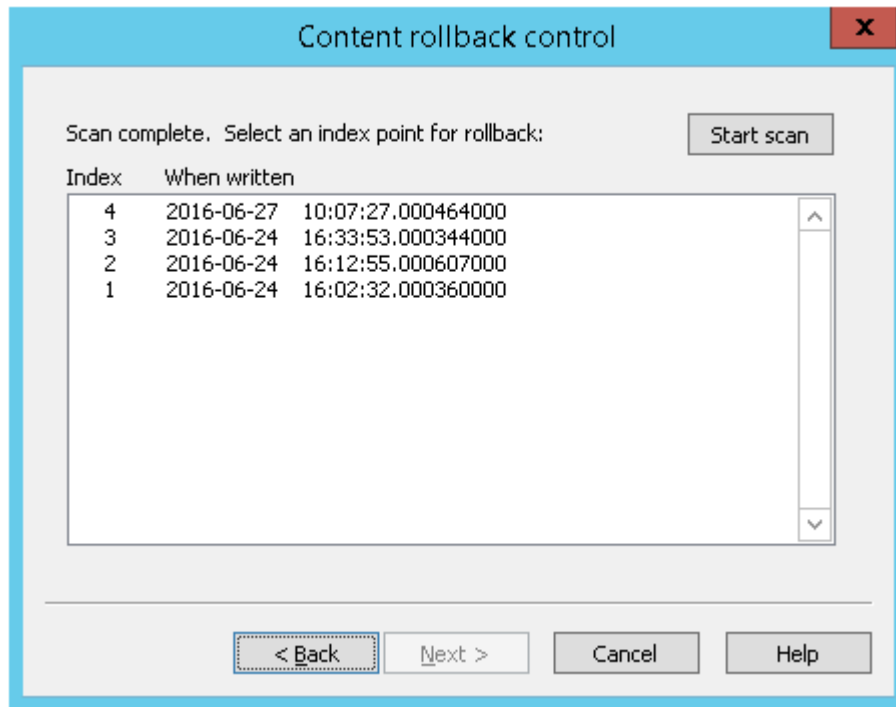 Content rollback control
x
Scan complete. Select an index point for rollback:
Start scan
Index When written
4 2016-06-27 10:07:27.000464000
3 2016-06-24 16:33:53.000344000
2 2016-06-24 16:12:55.000607000
1 2016-06-24 16:02:32.000360000
< Back Next > Cancel Help